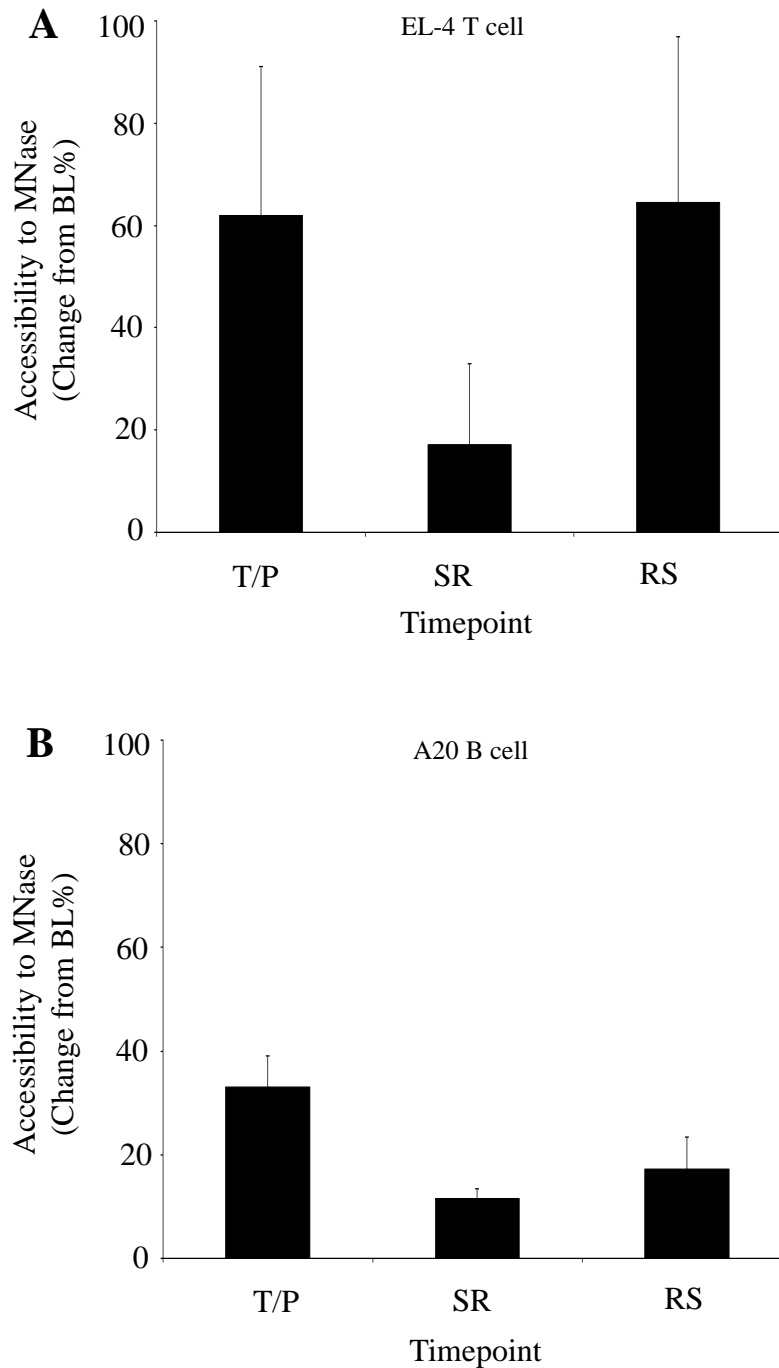 A
EL-4 T cell
Accessibility to MNase
(Change from BL%)
100
80
60
40
20
0
T/P SR RS
Timepoint
B
A20 B cell
Accessibility to MNase
(Change from BL%)
100
80
60
40
20
0
T/P SR RS
Timepoint